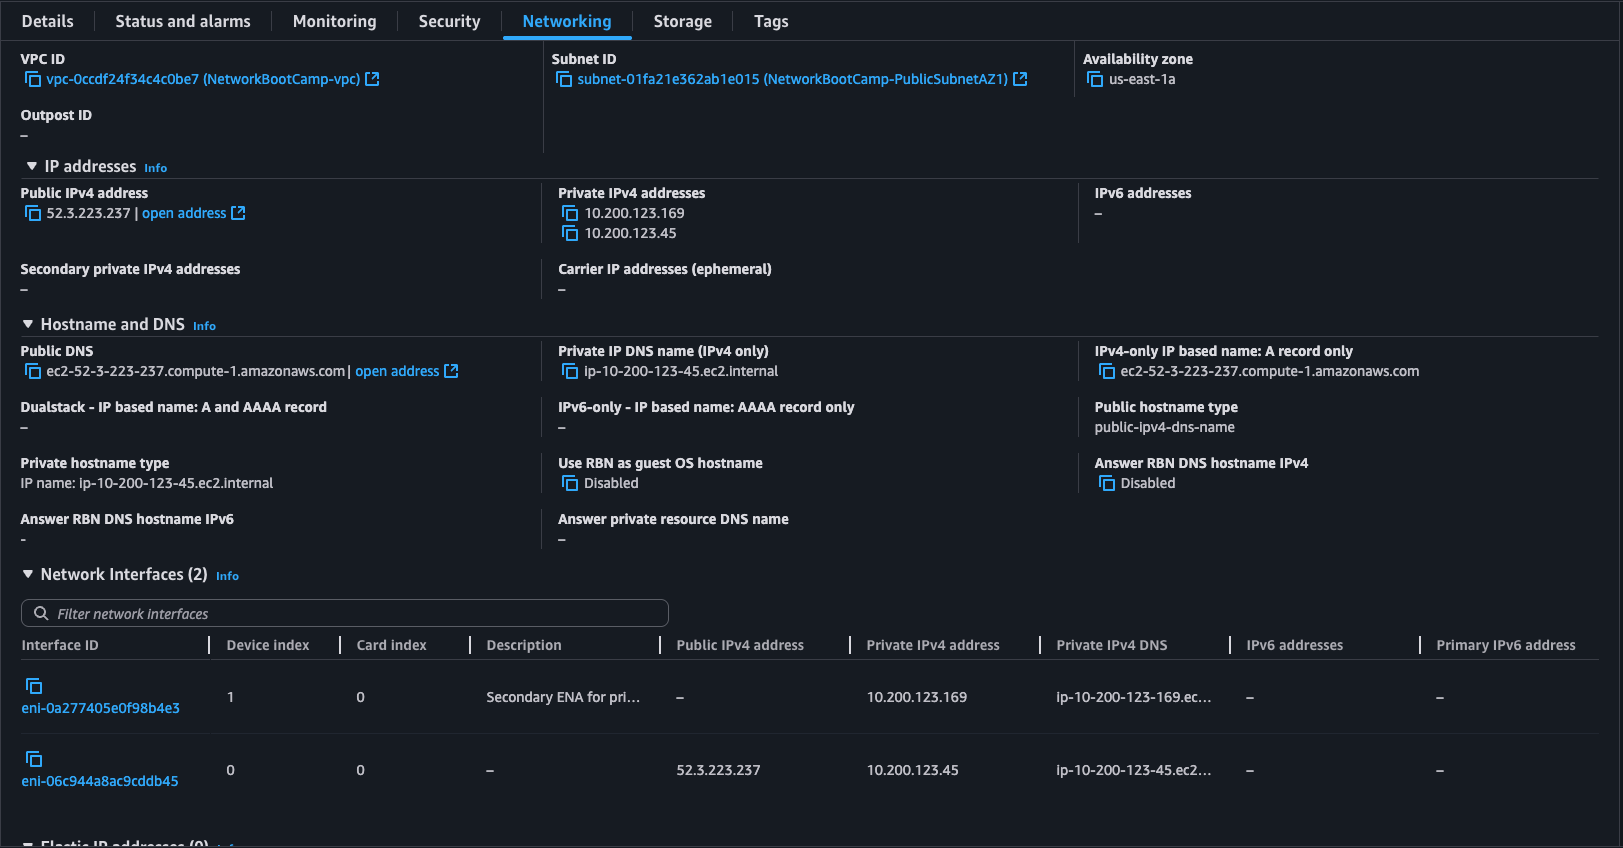 Details Status and alarms Monitoring Security Networking Storage Tags
VPC ID Subnet ID Availability zone
vpc-0ccdf24f34c4c0be7 (NetworkBootCamp-vpc) subnet-01fa21e362ab1e015 (NetworkBootCamp-PublicSubnetAZ1) us-east-1a
Outpost ID
–
IP addresses Info
Public IPv4 address Private IPv4 addresses IPv6 addresses
52.3.223.237 | open address 10.200.123.169 –
10.200.123.45
Secondary private IPv4 addresses Carrier IP addresses (ephemeral)
– –
Hostname and DNS Info
Public DNS Private IP DNS name (IPv4 only) IPv4-only IP based name: A record only
ec2-52-3-223-237.compute-1.amazonaws.com | open address ip-10-200-123-45.ec2.internal ec2-52-3-223-237.compute-1.amazonaws.com
Dualstack - IP based name: A and AAAA record IPv6-only - IP based name: AAAA record only Public hostname type
– – public-ipv4-dns-name
Private hostname type Use RBN as guest OS hostname Answer RBN DNS hostname IPv4
IP name: ip-10-200-123-45.ec2.internal Disabled Disabled
Answer RBN DNS hostname IPv6 Answer private resource DNS name
- –
Network Interfaces (2) Info
Filter network interfaces
Interface ID Device index Card index Description Public IPv4 address Private IPv4 address Private IPv4 DNS IPv6 addresses Primary IPv6 address
eni-0a277405e0f98b4e3 1 0 Secondary ENA for pri... – 10.200.123.169 ip-10-200-123-169.ec... – –
eni-06c944a8ac9cddb45 0 0 – 52.3.223.237 10.200.123.45 ip-10-200-123-45.ec2... – –
Elastic IP addresses (0)